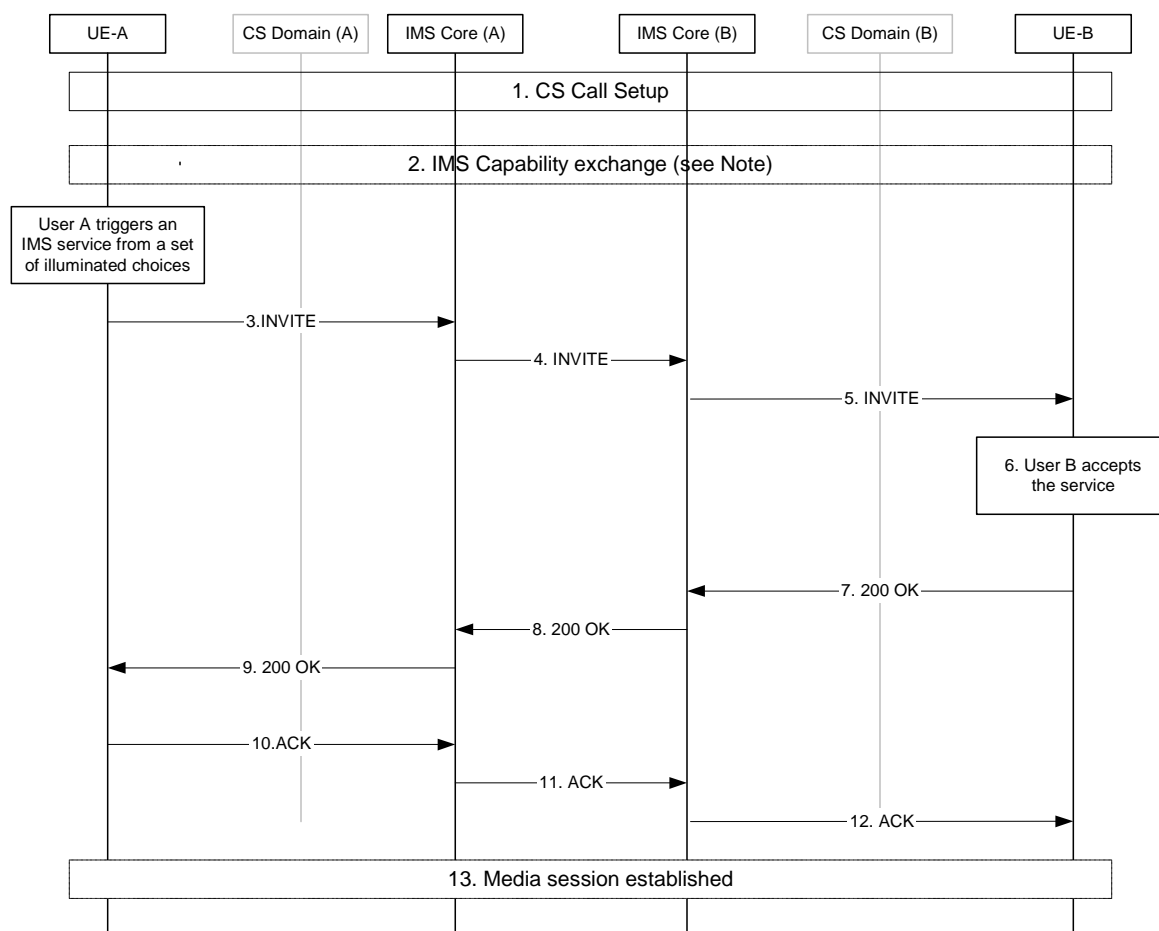 UE-A
CS Domain (A)
IMS Core (A)
IMS Core (B)
CS Domain (B)
UE-B
1. CS Call Setup
2. IMS Capability exchange (see Note)
User A triggers an
IMS service from a set
of illuminated choices
3.INVITE
4. INVITE
5. INVITE
6. User B accepts
the service
7. 200 OK
8. 200 OK
9. 200 OK
10.ACK
11. ACK
12. ACK
13. Media session established